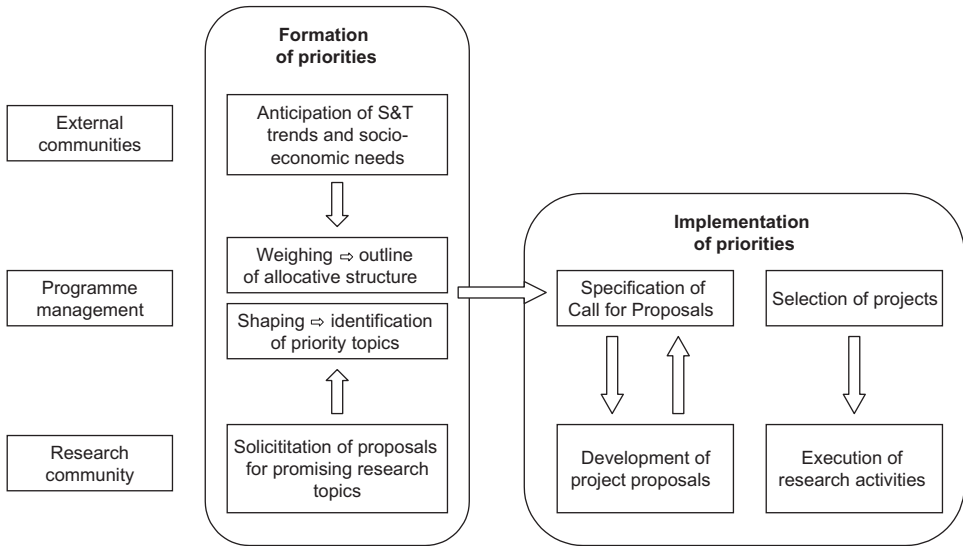 Formation
of priorities
External
communities
Anticipation of S&T
trends and socio-
economic needs
Implementation
of priorities
Programme
management
Weighing ⇨ outline
of allocative structure
Shaping ⇨ identification
of priority topics
Specification of
Call for Proposals
Selection of projects
Research
community
Solicititation of proposals
for promising research
topics
Development of
project proposals
Execution of
research activities